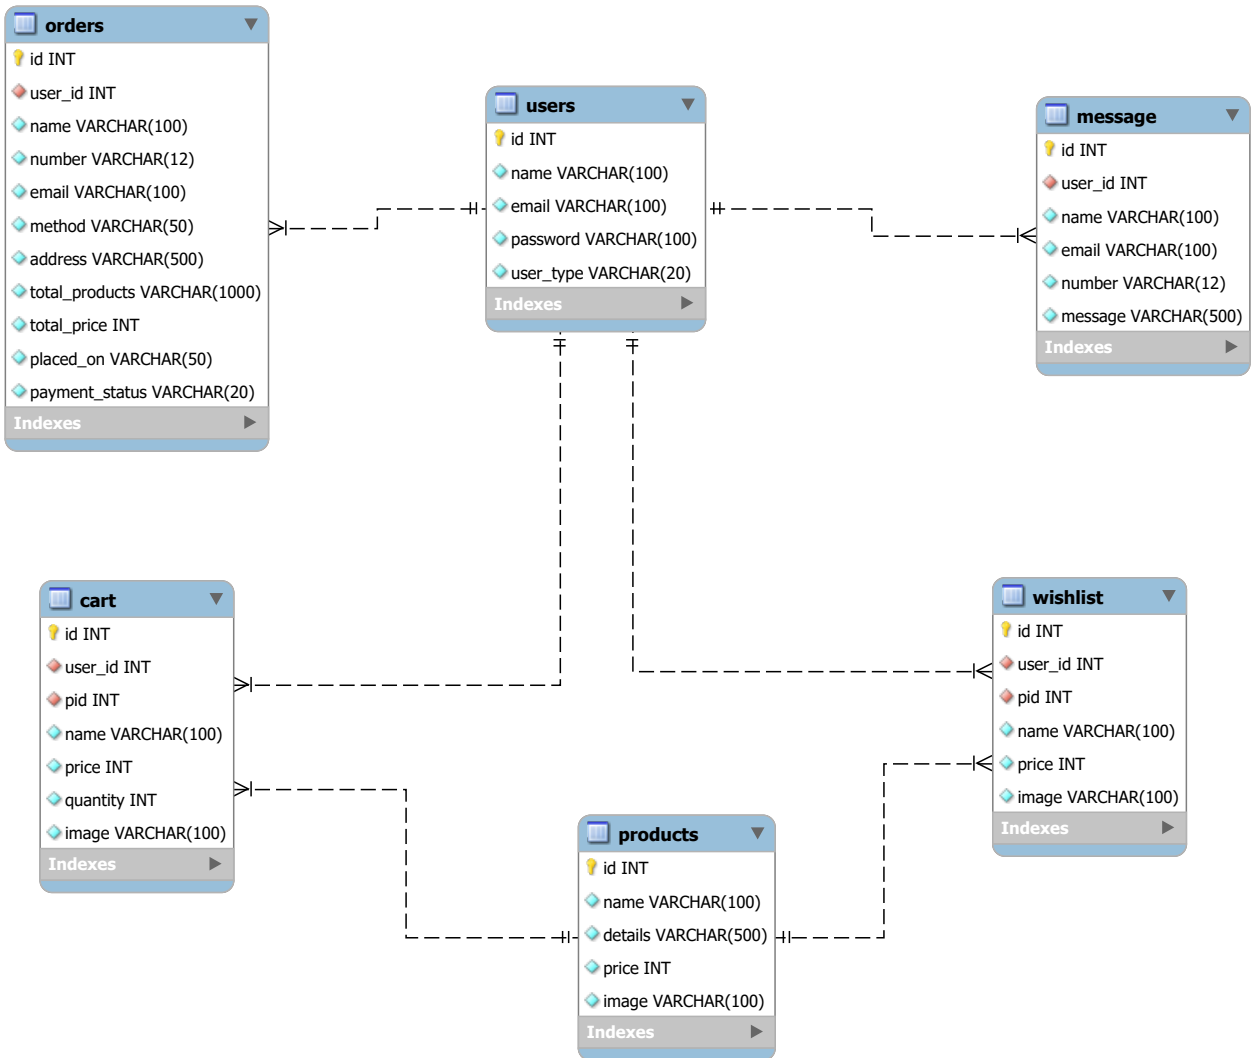 orders
id INT
user_id INT
name VARCHAR(100)
number VARCHAR(12)
email VARCHAR(100)
method VARCHAR(50)
address VARCHAR(500)
total_products VARCHAR(1000)
total_price INT
placed_on VARCHAR(50)
payment_status VARCHAR(20)
Indexes
users
id INT
name VARCHAR(100)
email VARCHAR(100)
password VARCHAR(100)
user_type VARCHAR(20)
Indexes
message
id INT
user_id INT
name VARCHAR(100)
email VARCHAR(100)
number VARCHAR(12)
message VARCHAR(500)
Indexes
cart
id INT
user_id INT
pid INT
name VARCHAR(100)
price INT
quantity INT
image VARCHAR(100)
Indexes
products
id INT
name VARCHAR(100)
details VARCHAR(500)
price INT
image VARCHAR(100)
Indexes
wishlist
id INT
user_id INT
pid INT
name VARCHAR(100)
price INT
image VARCHAR(100)
Indexes